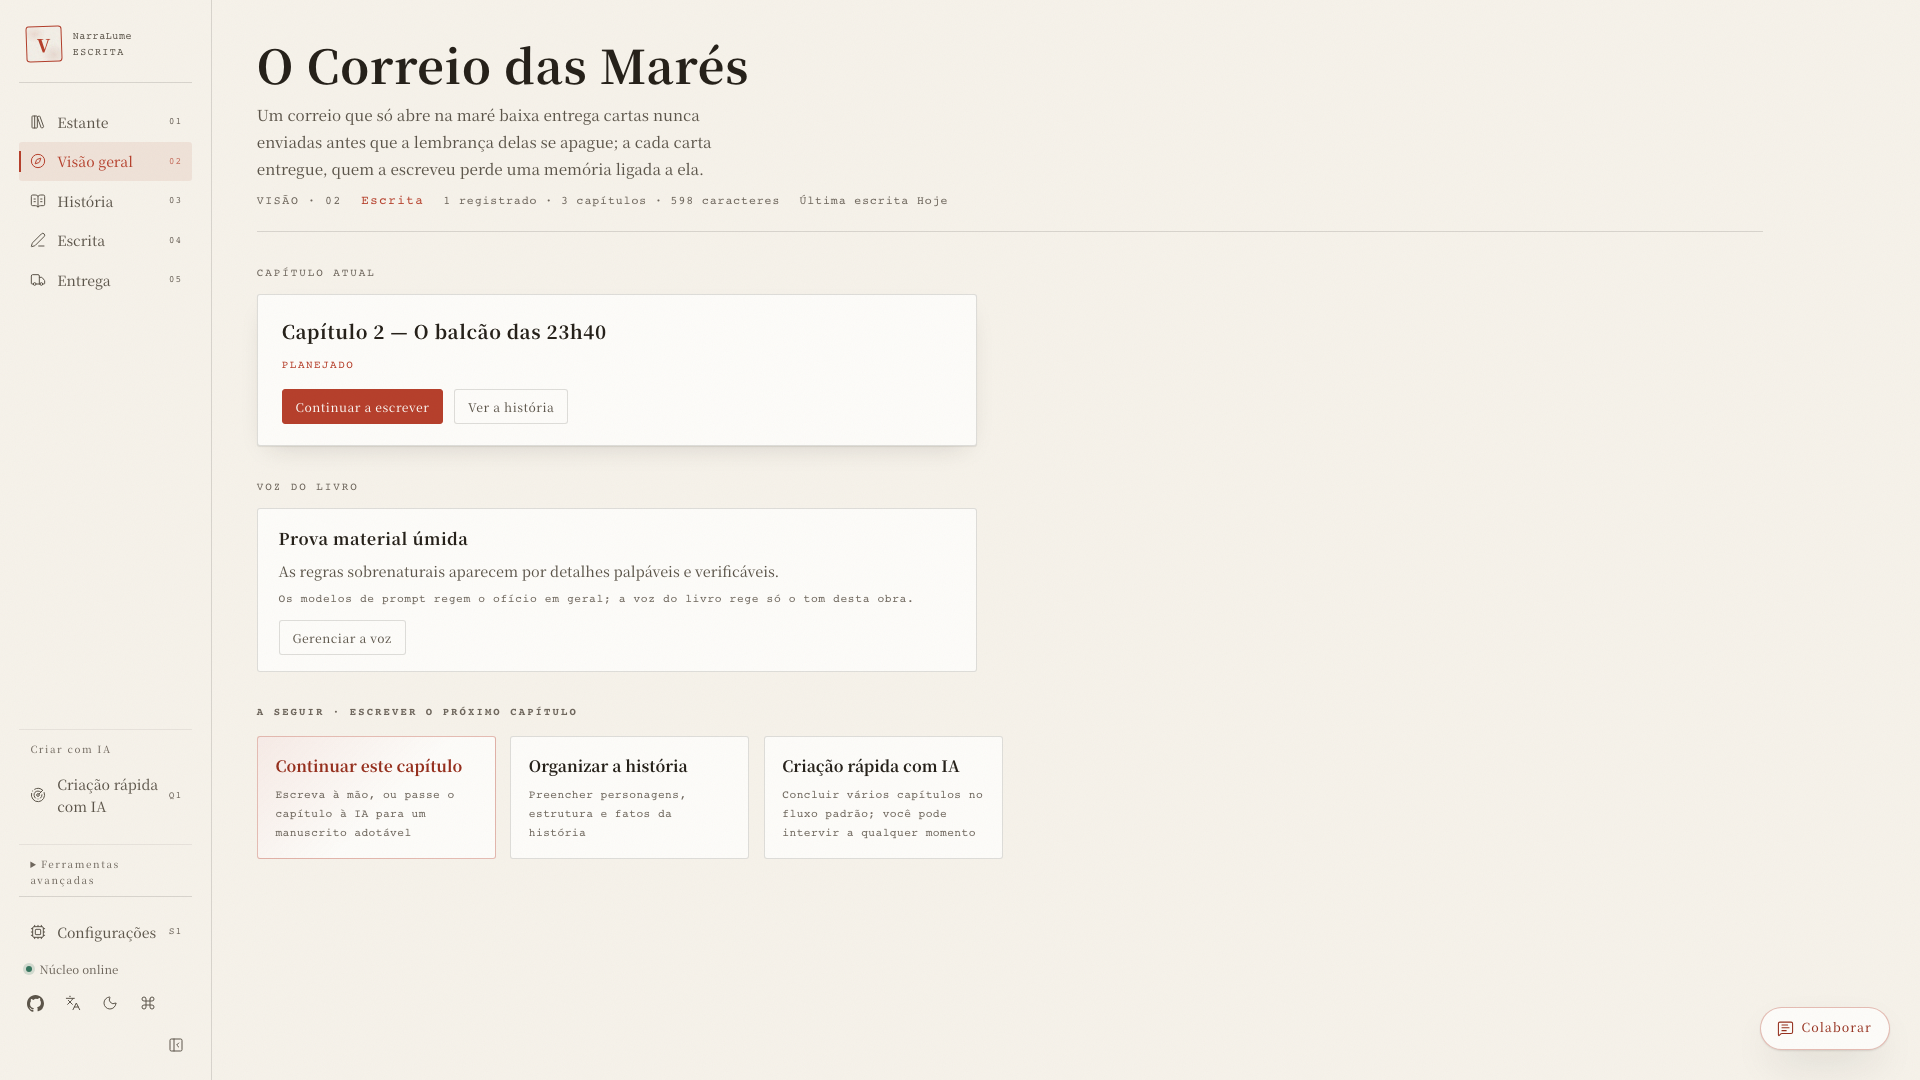 V
NarraLume
ESCRITA
Estante 01
Visão geral 02
História 03
Escrita 04
Entrega 05
Criar com IA
Criação rápida
com IA Q1
Ferramentas
avançadas
Configurações S1
Núcleo online
O Correio das Marés
Um correio que só abre na maré baixa entrega cartas nunca
enviadas antes que a lembrança delas se apague; a cada carta
entregue, quem a escreveu perde uma memória ligada a ela.
VISÃO · 02 Escrita 1 registrado · 3 capítulos · 598 caracteres Última escrita Hoje
CAPÍTULO ATUAL
Capítulo 2 — O balcão das 23h40
PLANEJADO
Continuar a escrever Ver a história
VOZ DO LIVRO
Prova material úmida
As regras sobrenaturais aparecem por detalhes palpáveis e verificáveis.
Os modelos de prompt regem o ofício em geral; a voz do livro rege só o tom desta obra.
Gerenciar a voz
A SEGUIR · ESCREVER O PRÓXIMO CAPÍTULO
Continuar este capítulo
Escreva à mão, ou passe o
capítulo à IA para um
manuscrito adotável
Organizar a história
Preencher personagens,
estrutura e fatos da
história
Criação rápida com IA
Concluir vários capítulos no
fluxo padrão; você pode
intervir a qualquer momento
Colaborar